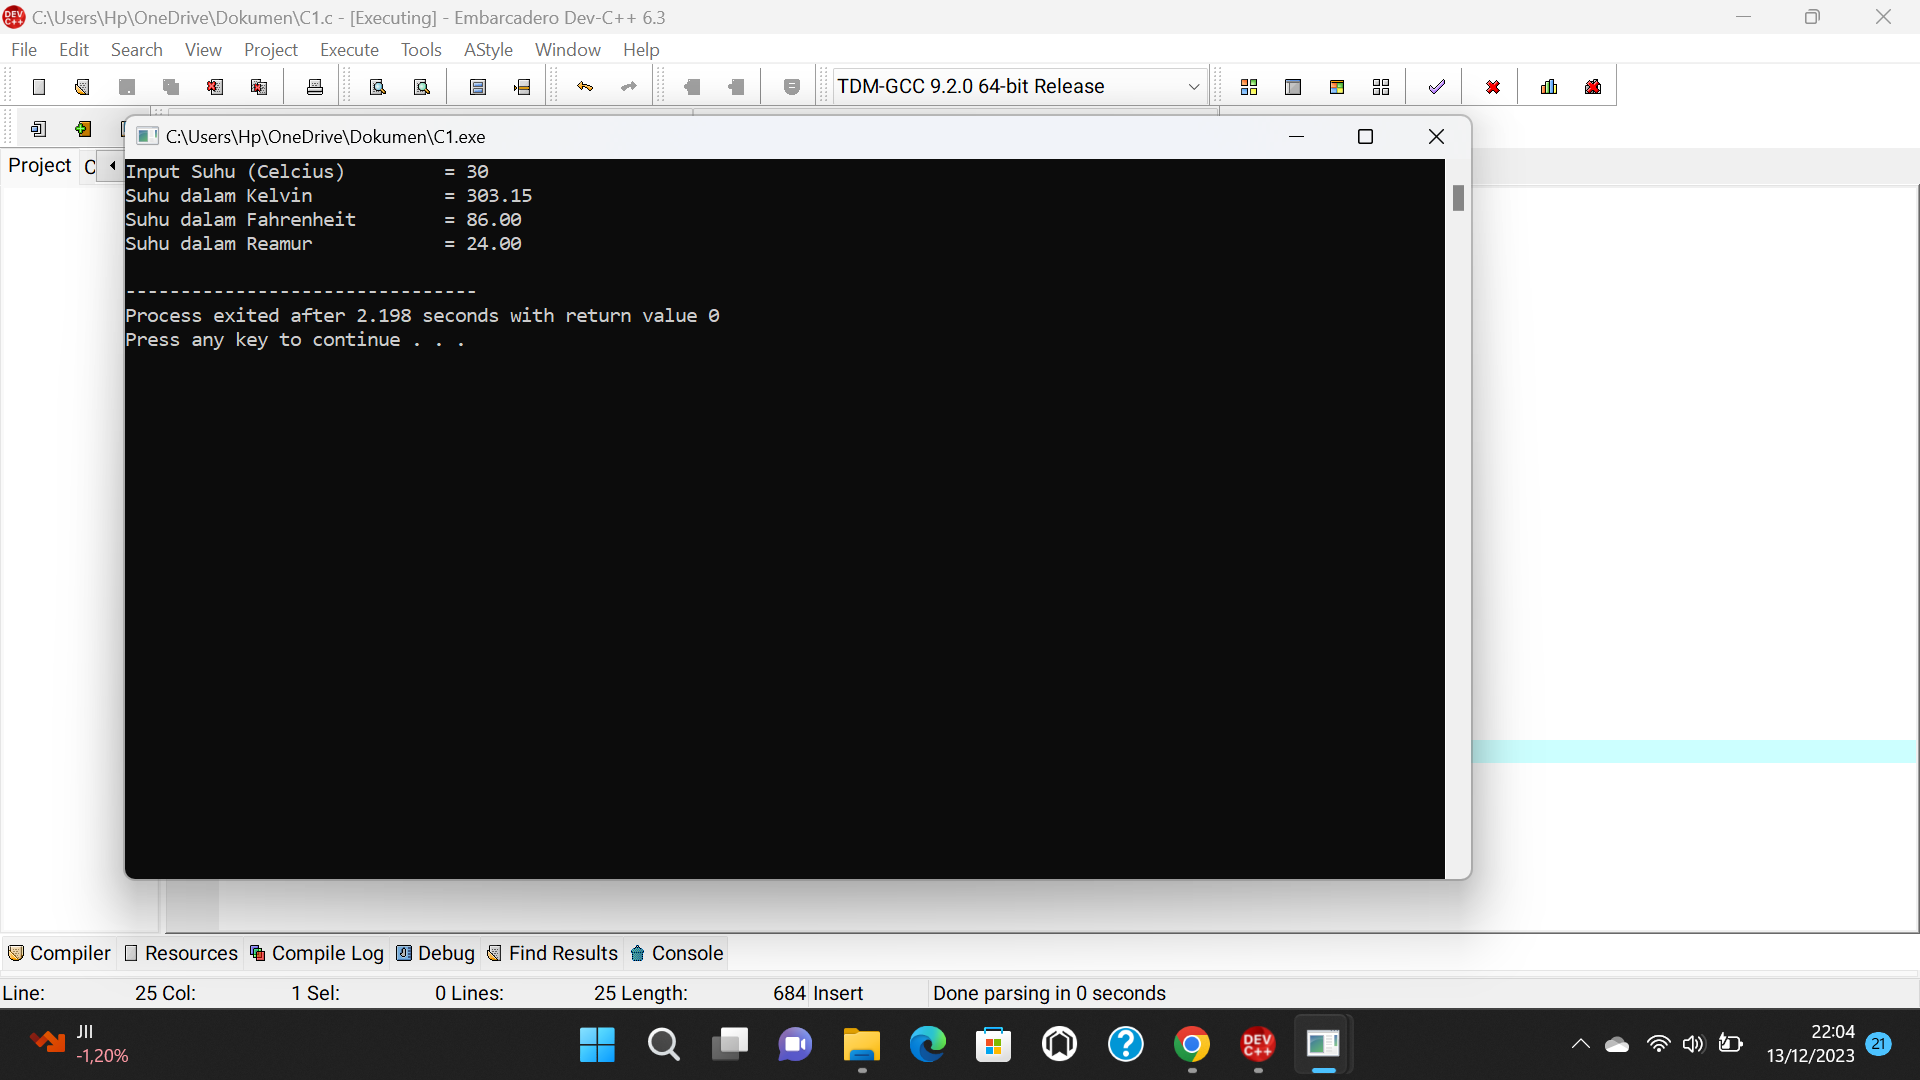 C:\Users\Hp\OneDrive\Dokumen\C1.c - [Executing] - Embarcadero Dev-C++ 6.3
File Edit Search View Project Execute Tools AStyle Window Help
TDM-GCC 9.2.0 64-bit Release
Project
C:\Users\Hp\OneDrive\Dokumen\C1.exe
Input Suhu (Celcius) = 30
Suhu dalam Kelvin = 303.15
Suhu dalam Fahrenheit = 86.00
Suhu dalam Reamur = 24.00
--------------------------------
Process exited after 2.198 seconds with return value 0
Press any key to continue . . .
Compiler Resources Compile Log Debug Find Results Console
Line: 25 Col: 1 Sel: 0 Lines: 25 Length: 684 Insert Done parsing in 0 seconds
JII
-1,20%
DEV C++
22:04
13/12/2023
21